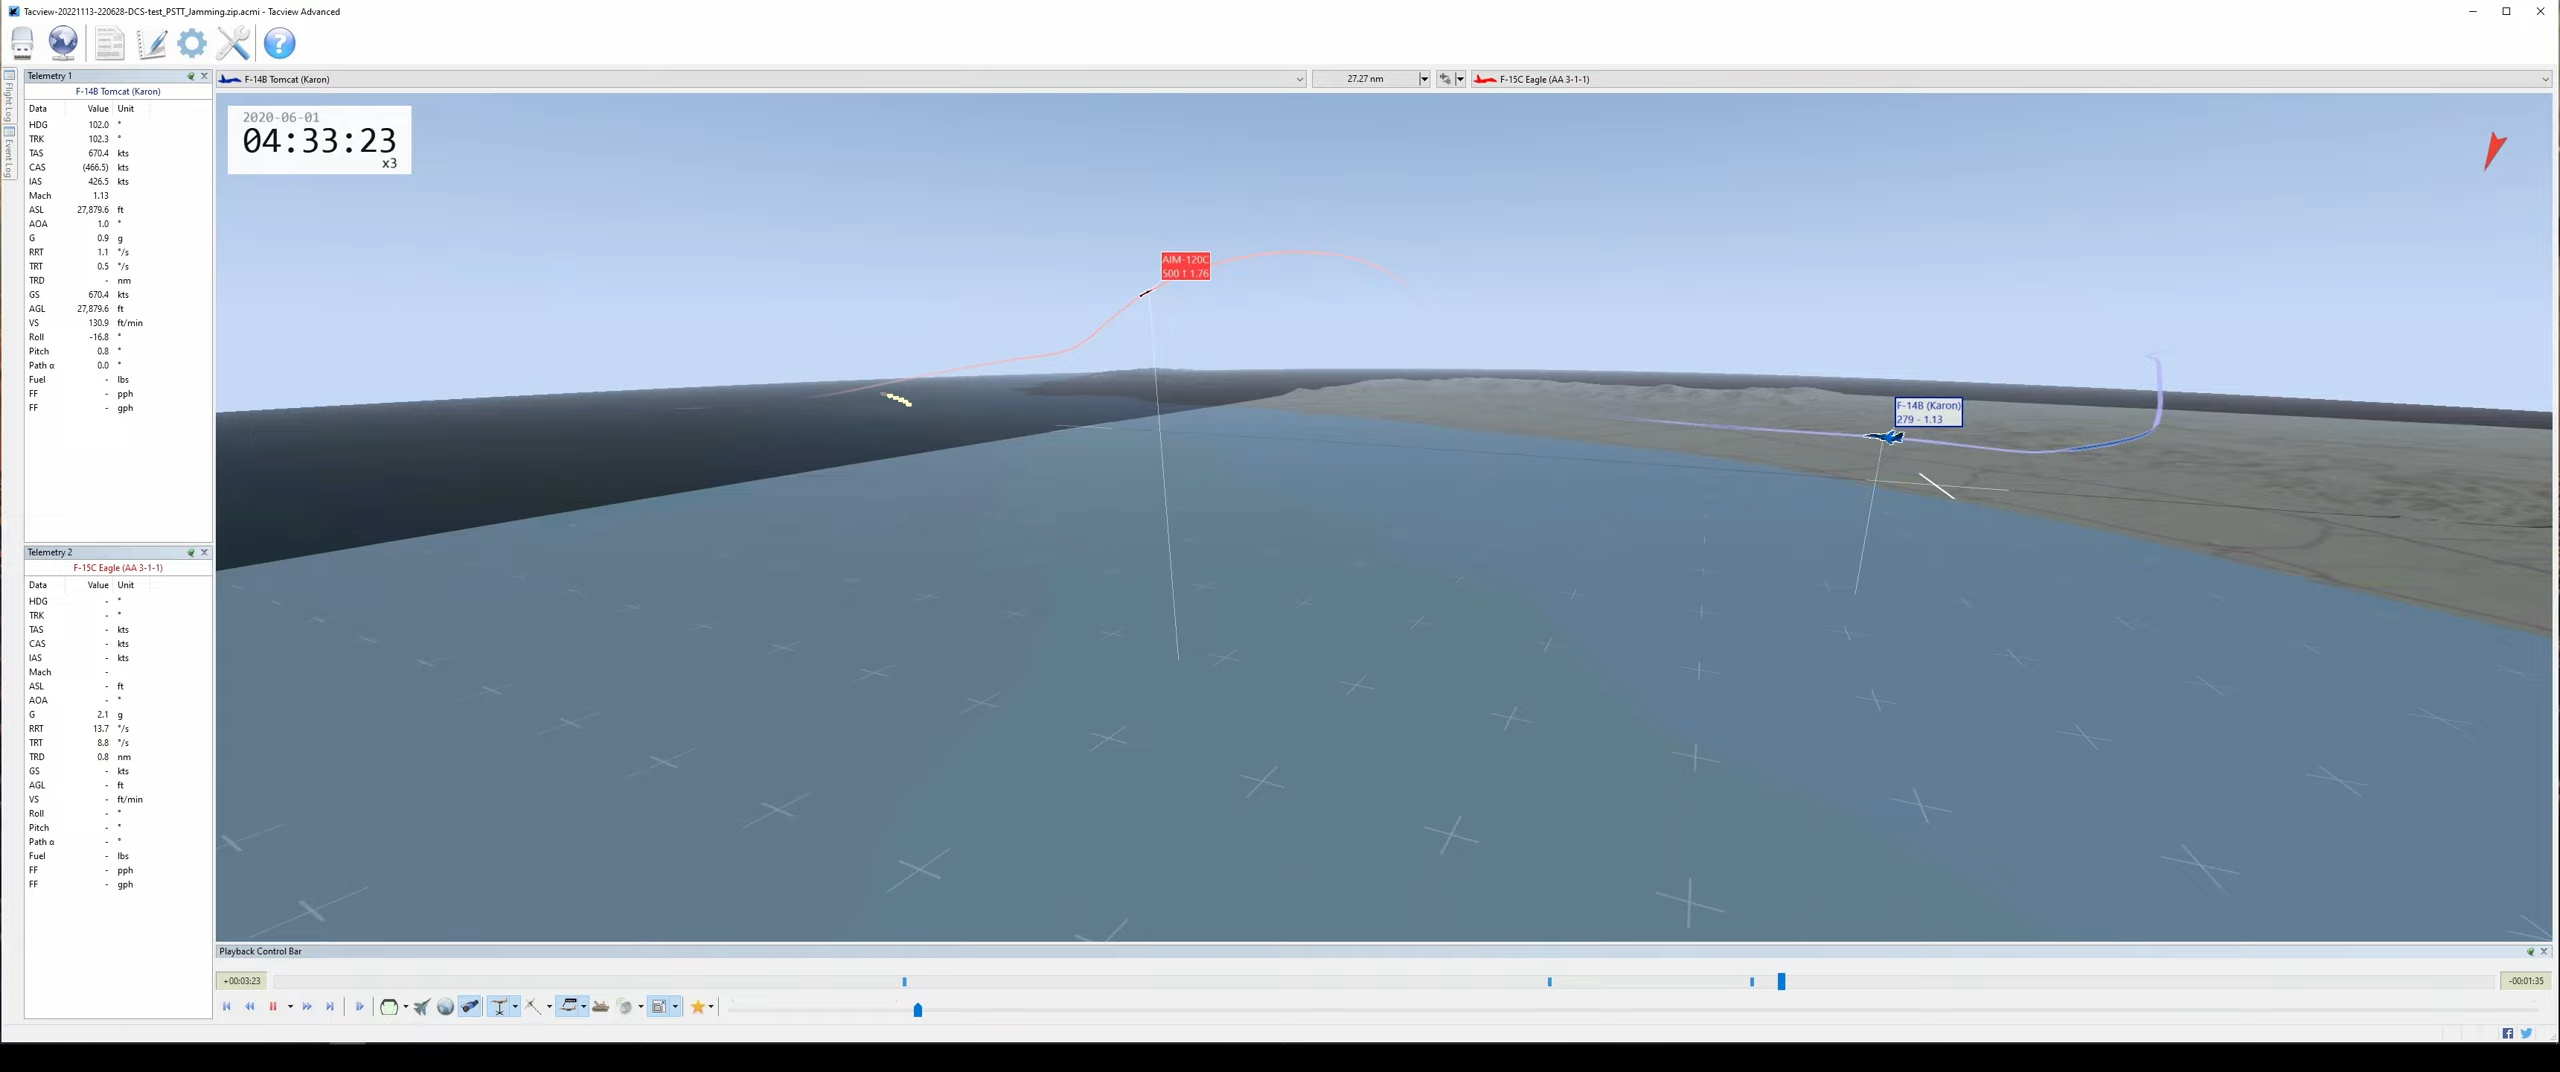 Tacview-20221113-220628-DCS-test_PSTT_Jamming.zip.acmi - Tacview Advanced
Flight Log
Event Log
Telemetry 1
F-14B Tomcat (Karon)
Data Value Unit
HDG 102.0 °
TRK 102.3 °
TAS 670.4 kts
CAS (466.5) kts
IAS 426.5 kts
Mach 1.13
ASL 27,879.6 ft
AOA 1.0 °
G 0.9 g
RRT 1.1 °/s
TRT 0.5 °/s
TRD - nm
GS 670.4 kts
AGL 27,879.6 ft
VS 130.9 ft/min
Roll -16.8 °
Pitch 0.8 °
Path α 0.0 °
Fuel - lbs
FF - pph
FF - gph
Telemetry 2
F-15C Eagle (AA 3-1-1)
Data Value Unit
HDG - °
TRK - °
TAS - kts
CAS - kts
IAS - kts
Mach -
ASL - ft
AOA - °
G 2.1 g
RRT 13.7 °/s
TRT 8.8 °/s
TRD 0.8 nm
GS - kts
AGL - ft
VS - ft/min
Roll - °
Pitch - °
Path α - °
Fuel - lbs
FF - pph
FF - gph
F-14B Tomcat (Karon)
27.27 nm
F-15C Eagle (AA 3-1-1)
2020-06-01
04:33:23
x3
AIM-120C
500 ↑ 1.76
F-14B (Karon)
279 - 1.13
Playback Control Bar
+00:03:23
-00:01:35